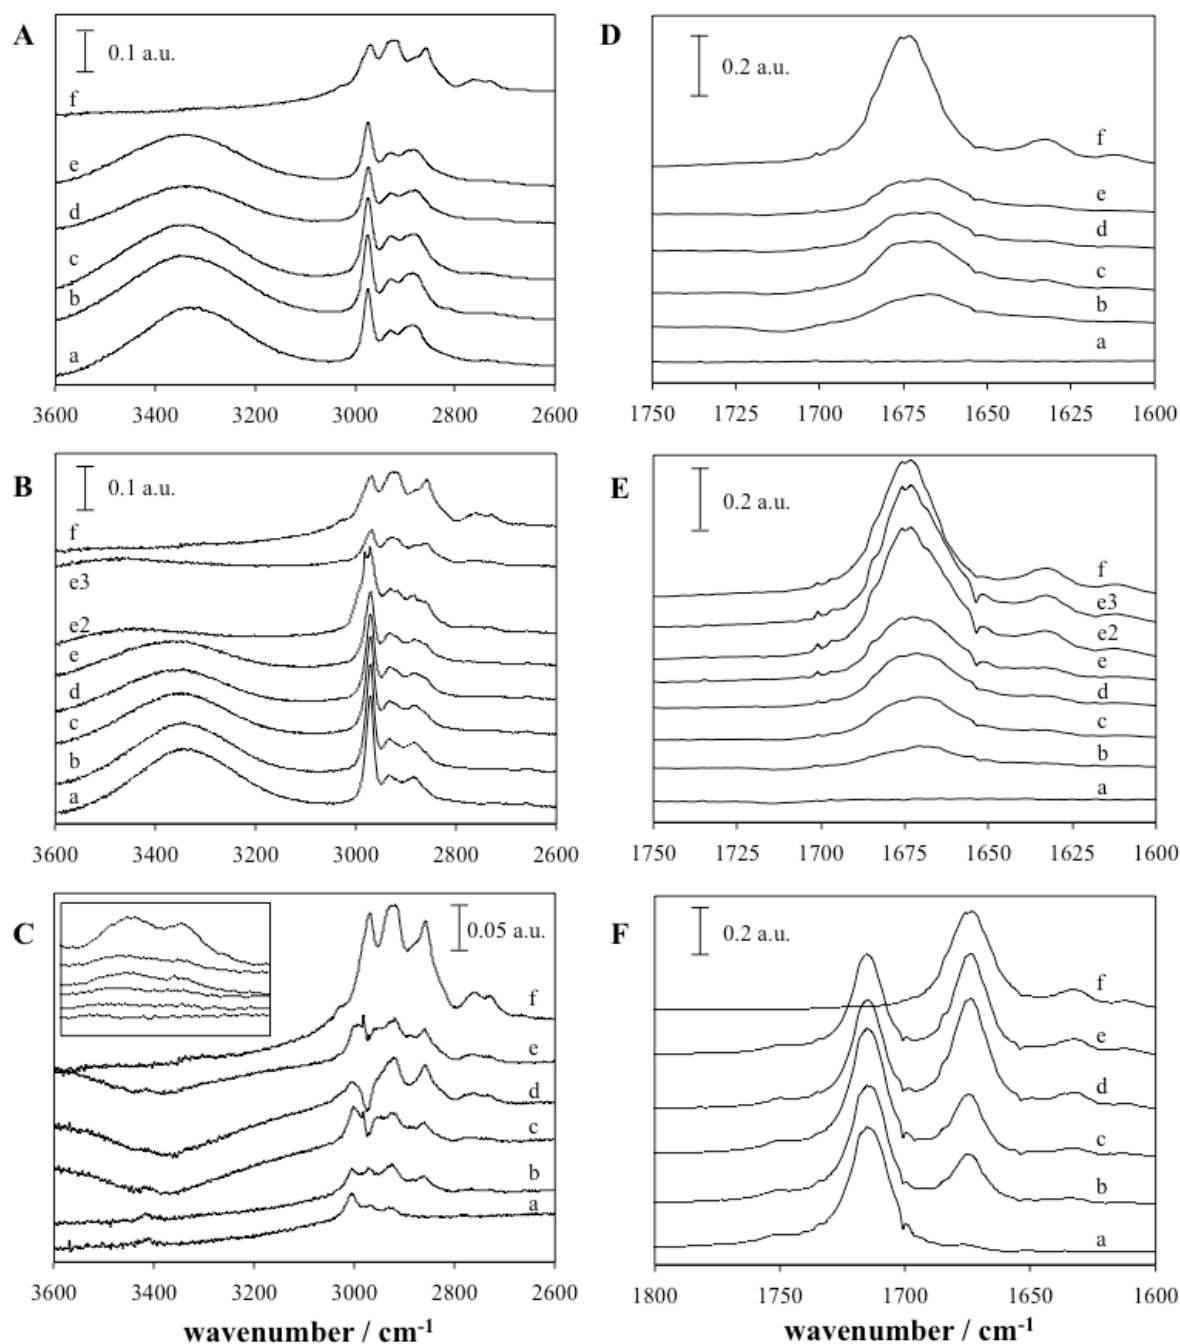 A
0.1 a.u.
f
e
d
c
b
a
3600 3400 3200 3000 2800 2600
D
0.2 a.u.
f
e
d
c
b
a
1750 1725 1700 1675 1650 1625 1600
B
0.1 a.u.
f
e3
e2
e
d
c
b
a
3600 3400 3200 3000 2800 2600
E
0.2 a.u.
f
e3
e2
e
d
c
b
a
1750 1725 1700 1675 1650 1625 1600
C
0.05 a.u.
f
e
d
c
b
a
3600 3400 3200 3000 2800 2600
wavenumber / cm-1
F
0.2 a.u.
f
e
d
c
b
a
1800 1750 1700 1650 1600
wavenumber / cm-1